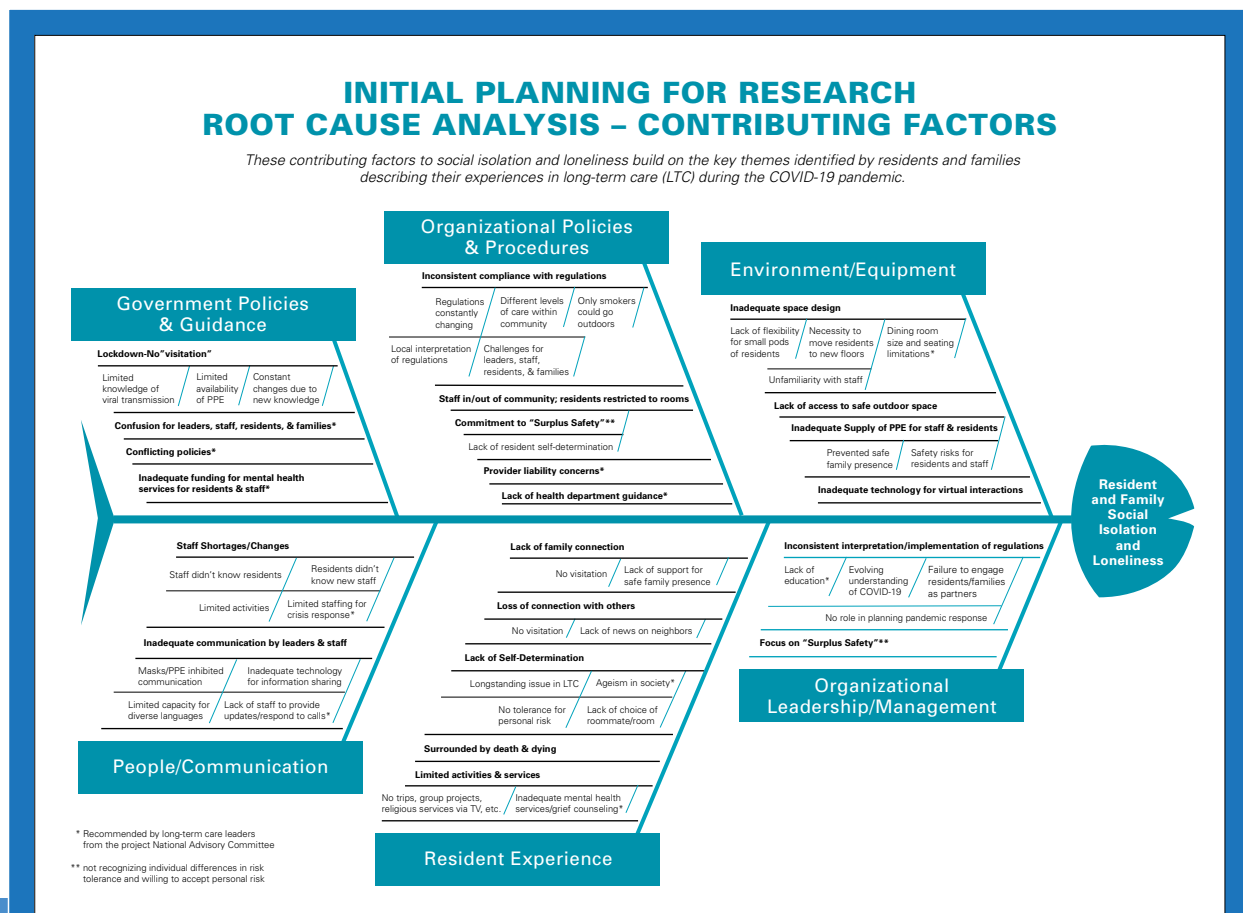 INITIAL PLANNING FOR RESEARCH
ROOT CAUSE ANALYSIS – CONTRIBUTING FACTORS
These contributing factors to social isolation and loneliness build on the key themes identified by residents and families
describing their experiences in long-term care (LTC) during the COVID-19 pandemic.
Government Policies
& Guidance
Lockdown-No"visitation"
Limited
knowledge of
viral transmission
Limited
availability
of PPE
Constant
changes due to
new knowledge
Confusion for leaders, staff, residents, & families*
Conflicting policies*
Inadequate funding for mental health
services for residents & staff*
Organizational Policies
& Procedures
Inconsistent compliance with regulations
Regulations
constantly
changing
Different levels
of care within
community
Only smokers
could go
outdoors
Local interpretation
of regulations
Challenges for
leaders, staff,
residents, & families
Staff in/out of community; residents restricted to rooms
Commitment to "Surplus Safety"**
Lack of resident self-determination
Provider liability concerns*
Lack of health department guidance*
Environment/Equipment
Inadequate space design
Lack of flexibility
for small pods
of residents
Necessity to
move residents
to new floors
Dining room
size and seating
limitations*
Unfamiliarity with staff
Lack of access to safe outdoor space
Inadequate Supply of PPE for staff & residents
Prevented safe
family presence
Safety risks for
residents and staff
Inadequate technology for virtual interactions
Resident
and Family
Social
Isolation
and
Loneliness
Staff Shortages/Changes
Staff didn't know residents
Residents didn't
know new staff
Limited activities
Limited staffing for
crisis response*
Inadequate communication by leaders & staff
Masks/PPE inhibited
communication
Inadequate technology
for information sharing
Limited capacity for
diverse languages
Lack of staff to provide
updates/respond to calls*
People/Communication
Lack of family connection
No visitation
Lack of support for
safe family presence
Loss of connection with others
No visitation
Lack of news on neighbors
Lack of Self-Determination
Longstanding issue in LTC
Ageism in society*
No tolerance for
personal risk
Lack of choice of
roommate/room
Surrounded by death & dying
Limited activities & services
No trips, group projects,
religious services via TV, etc.
Inadequate mental health
services/grief counseling*
Resident Experience
Inconsistent interpretation/implementation of regulations
Lack of
education*
Evolving
understanding
of COVID-19
Failure to engage
residents/families
as partners
No role in planning pandemic response
Focus on "Surplus Safety"**
Organizational
Leadership/Management
* Recommended by long-term care leaders
from the project National Advisory Committee
** not recognizing individual differences in risk
tolerance and willing to accept personal risk